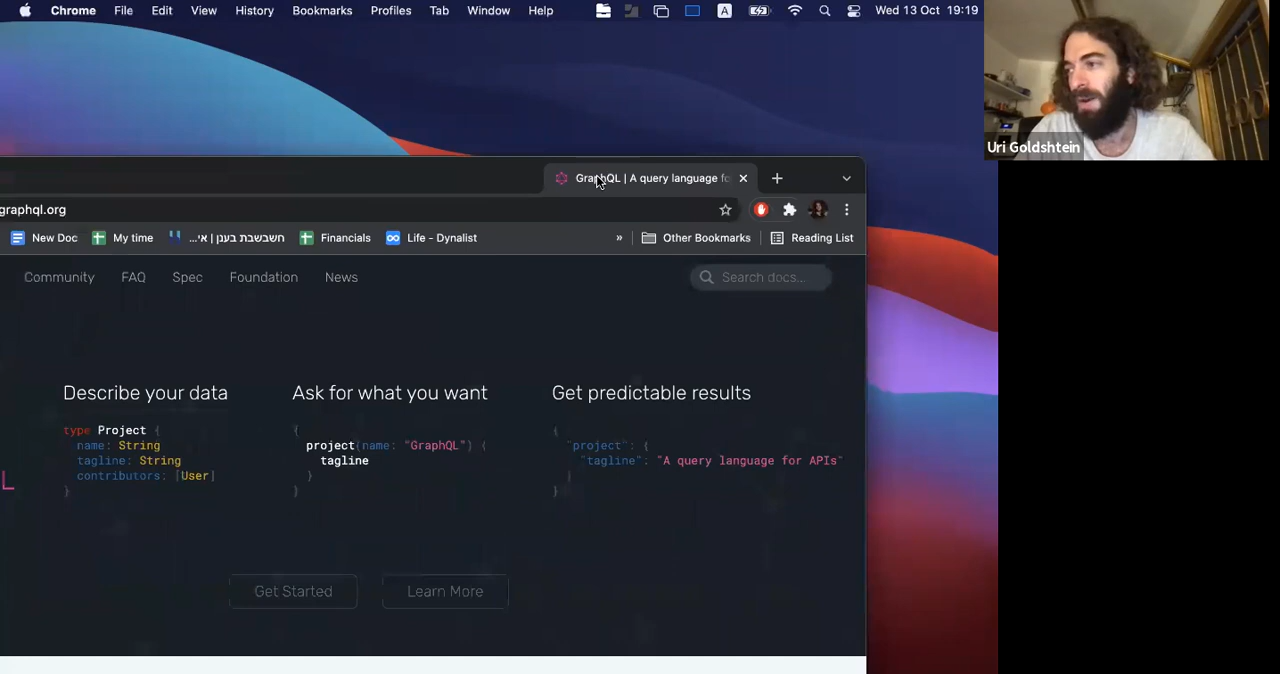 Chrome File Edit View History Bookmarks Profiles Tab Window Help A Wed 13 Oct 19:19
Uri Goldshtein
GraphQL | A query language fo
graphql.org
New Doc My time חשבשבת בענן | אי... Financials Life - Dynalist » Other Bookmarks Reading List
Community FAQ Spec Foundation News Search docs...
Describe your data
type Project {
name: String
tagline: String
contributors: [User]
}
Ask for what you want
{
project(name: "GraphQL") {
tagline
}
}
Get predictable results
{
"project": {
"tagline": "A query language for APIs"
}
}
Get Started Learn More